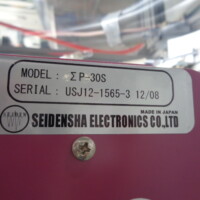 MODEL : ΣP-30S
SERIAL : USJ12-1565-3 12/08
MADE IN JAPAN
SEIDENSHA ELECTRONICS CO.,LTD